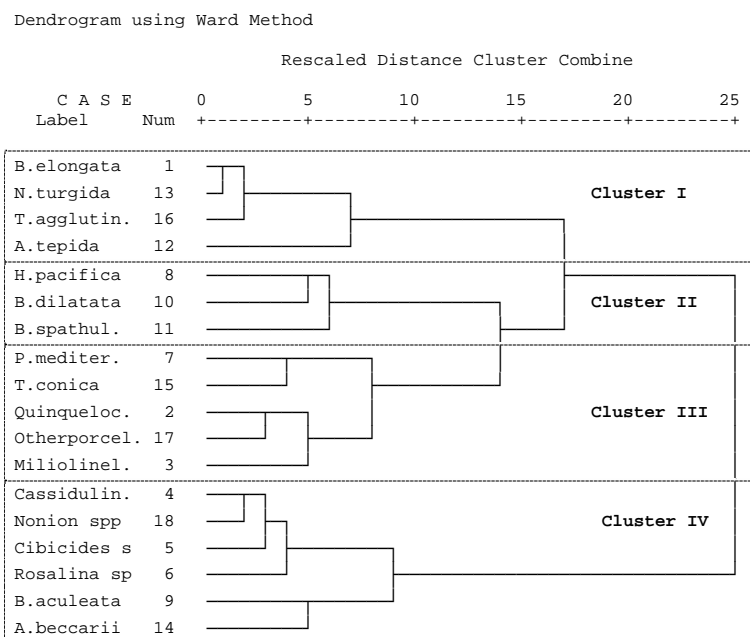 Dendrogram using Ward Method
Rescaled Distance Cluster Combine
C A S E 0 5 10 15 20 25
Label Num +---------+---------+---------+---------+---------+
B.elongata 1
N.turgida 13 Cluster I
T.agglutin. 16
A.tepida 12
H.pacifica 8
B.dilatata 10 Cluster II
B.spathul. 11
P.mediter. 7
T.conica 15
Quinqueloc. 2 Cluster III
Otherporcel. 17
Miliolinel. 3
Cassidulin. 4
Nonion spp 18 Cluster IV
Cibicides s 5
Rosalina sp 6
B.aculeata 9
A.beccarii 14